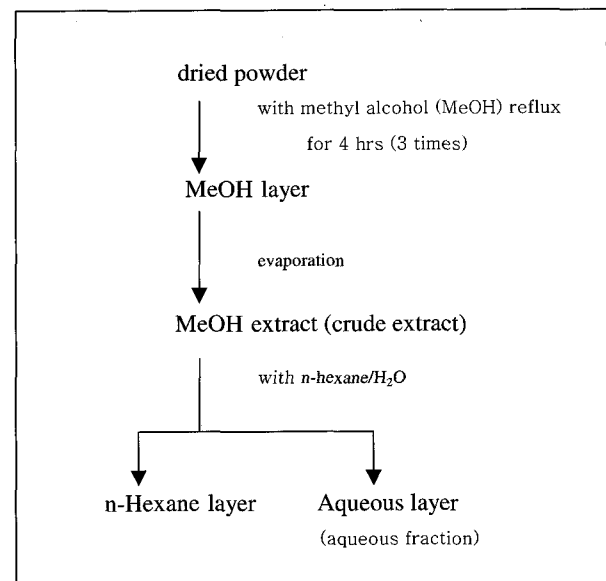 dried powder
with methyl alcohol (MeOH) reflux
for 4 hrs (3 times)
MeOH layer
evaporation
MeOH extract (crude extract)
with n-hexane/H₂O
n-Hexane layer
Aqueous layer
(aqueous fraction)